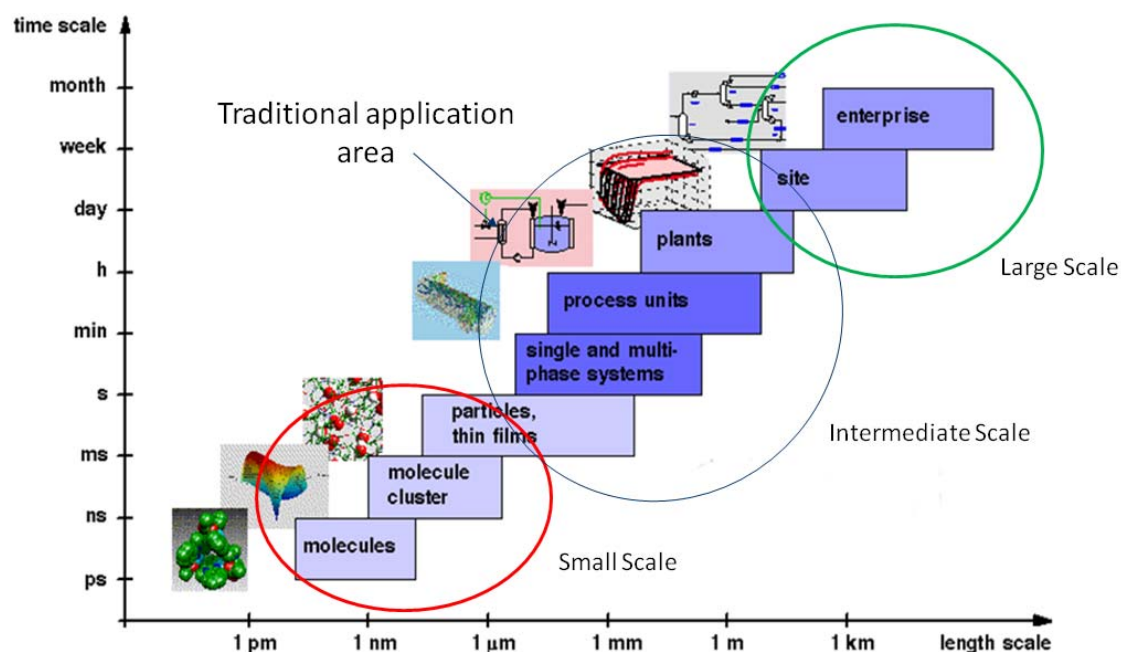 time scale
month
week
day
h
min
s
ms
ns
ps
Traditional application
area
enterprise
site
plants
process units
single and multi-
phase systems
particles,
thin films
molecule
cluster
molecules
Large Scale
Intermediate Scale
Small Scale
1 pm
1 nm
1 µm
1 mm
1 m
1 km
length scale